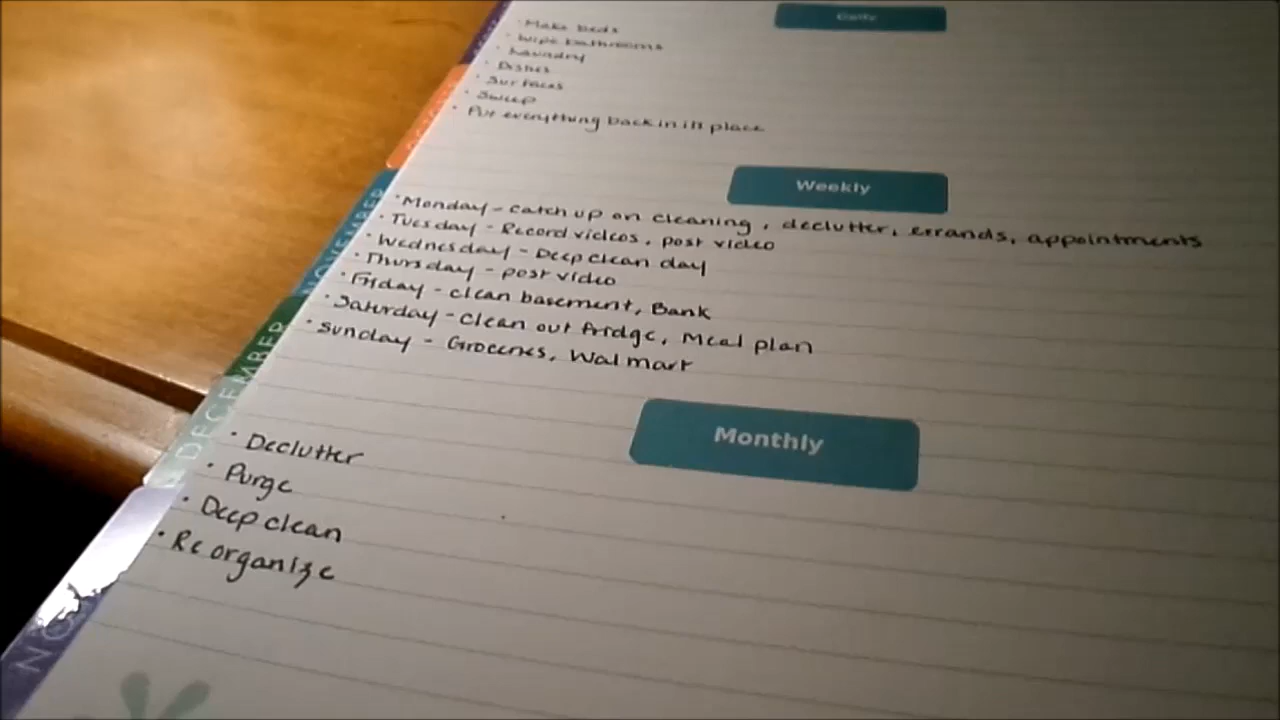 Daily
· Make beds
· Wipe bathrooms
· Laundry
· Dishes
· Surfaces
· Sweep
· Put everything back in it's place
Weekly
· Monday - catch up on cleaning, declutter, errands, appointments
· Tuesday - Record videos, post video
· Wednesday - Deep clean day
· Thursday - post video
· Friday - clean basement, Bank
· Saturday - clean out fridge, Meal plan
· Sunday - Groceries, Walmart
Monthly
· Declutter
· Purge
· Deep clean
· Reorganize
NOVEMBER
DECEMBER
NO